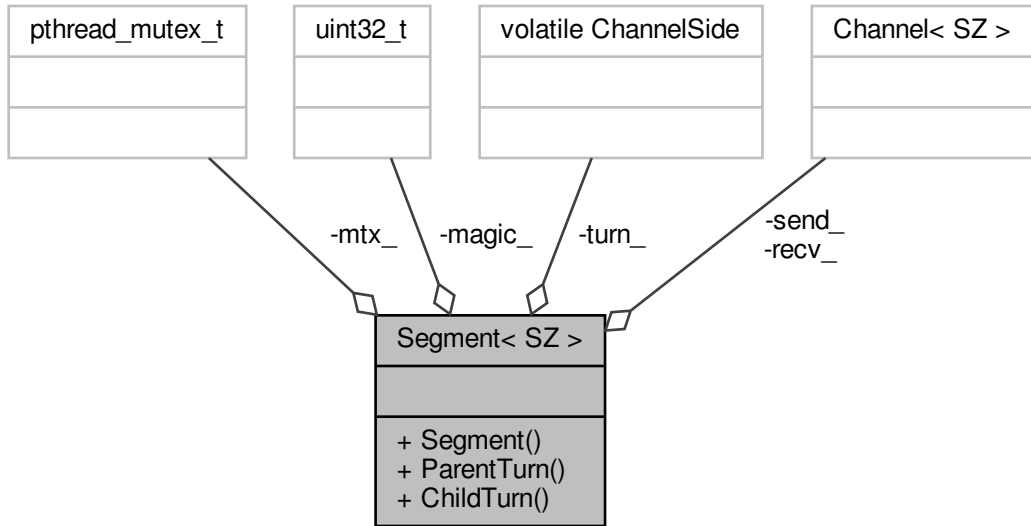 pthread_mutex_t
uint32_t
volatile ChannelSide
Channel< SZ >
-mtx_
-magic_
-turn_
-send_
-recv_
Segment< SZ >
+ Segment()
+ ParentTurn()
+ ChildTurn()